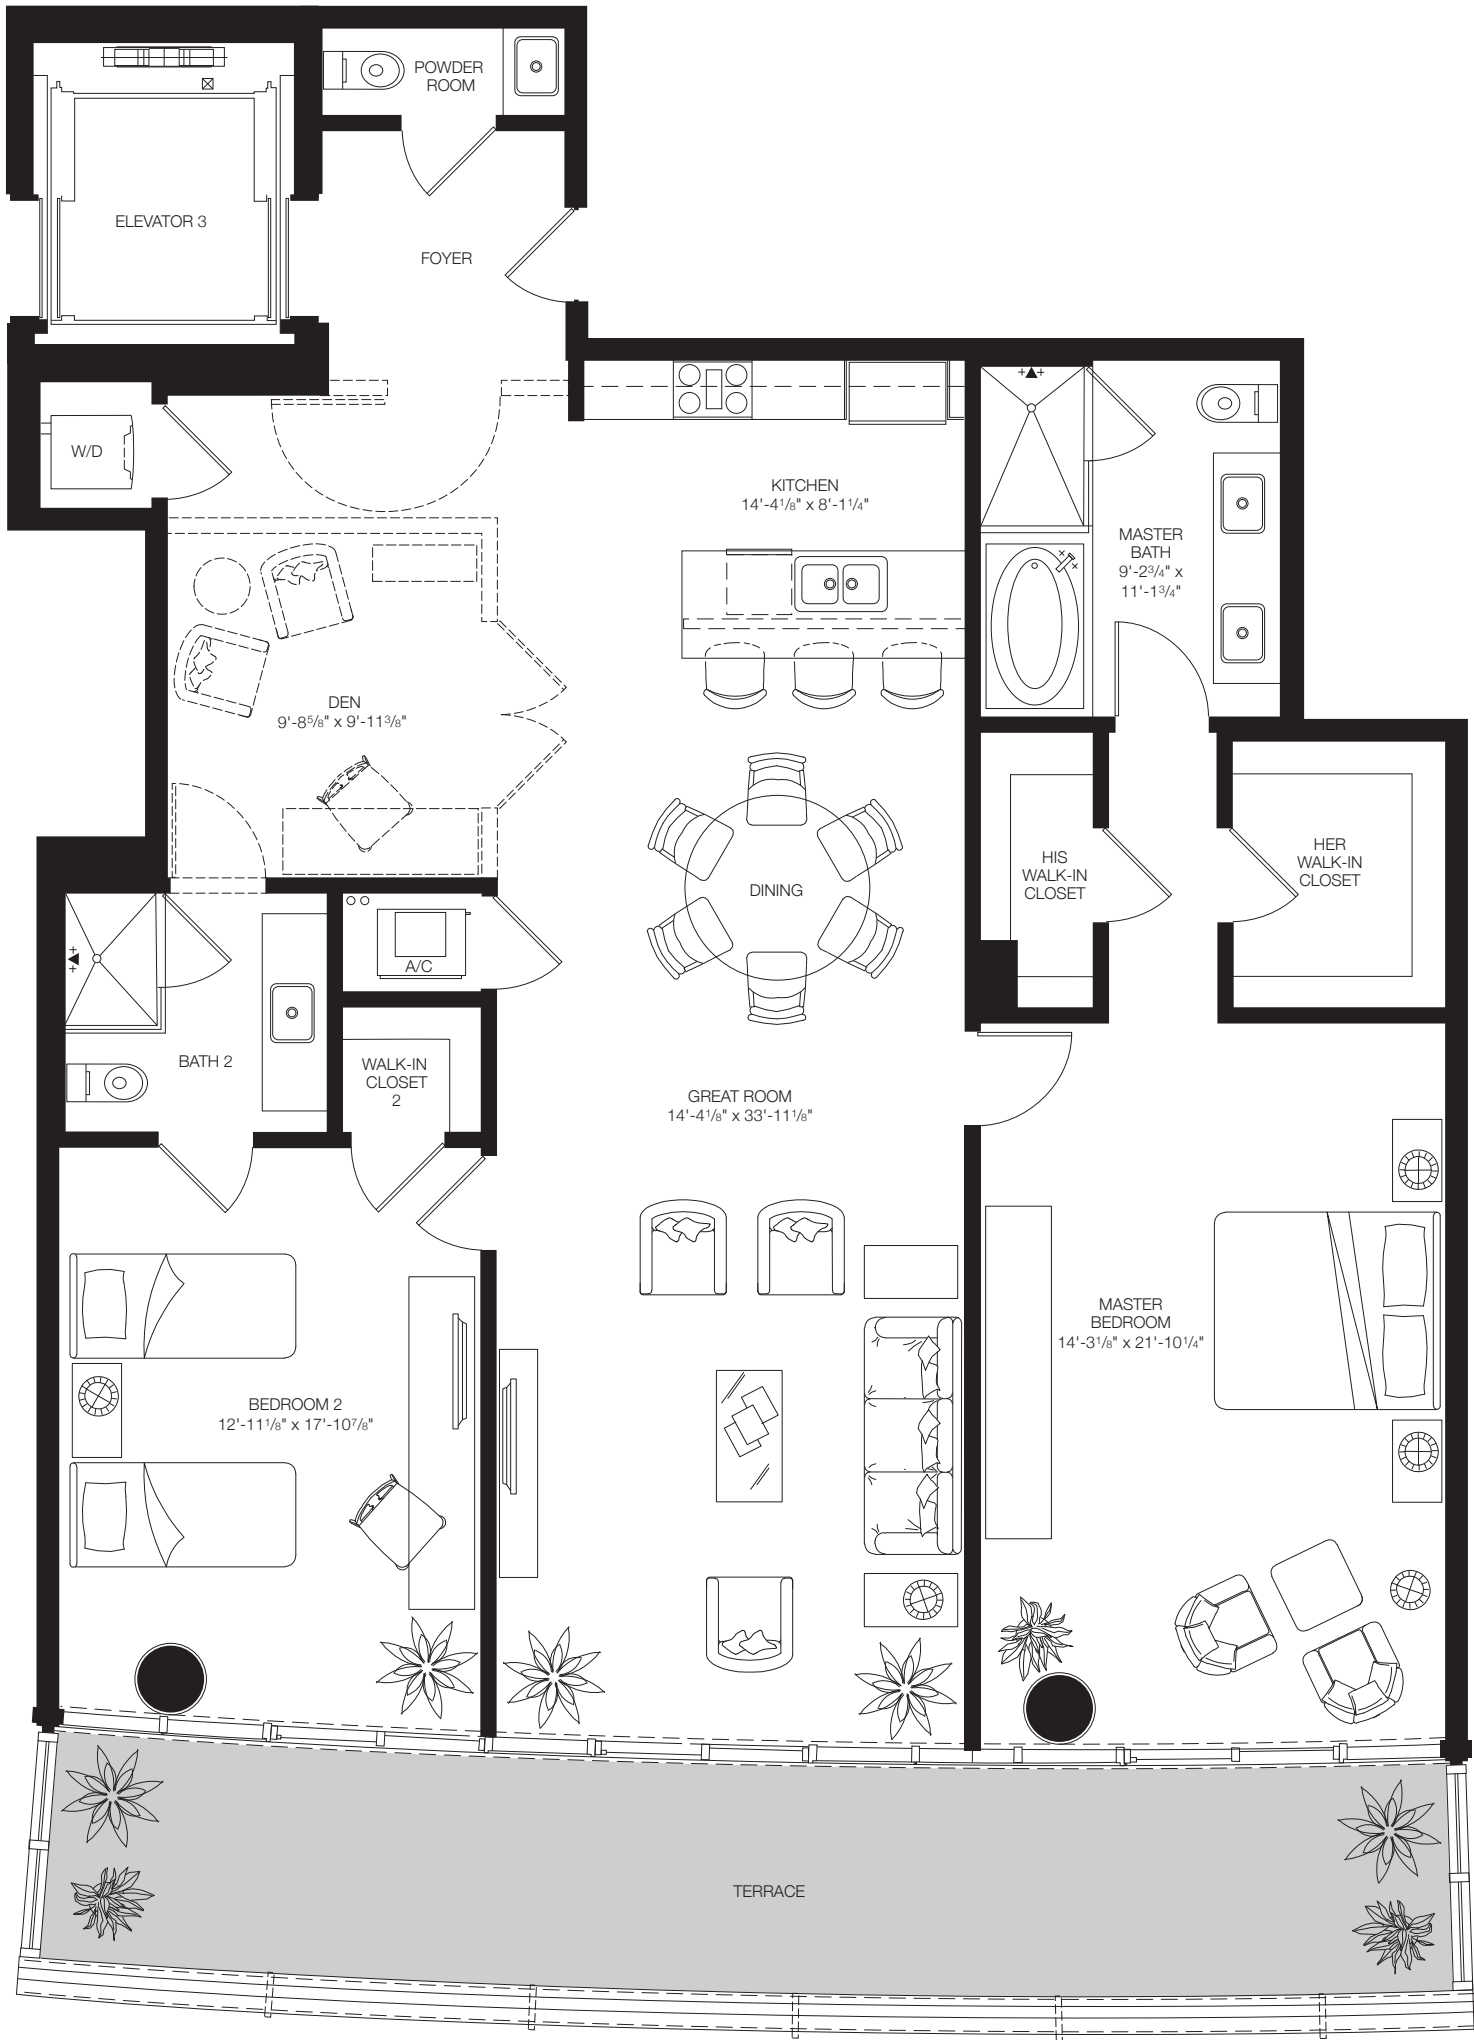 POWDER
ROOM
ELEVATOR 3
FOYER
W/D
KITCHEN
14'-4 1/8" x 8'-1 1/4"
MASTER
BATH
9'-2 3/4" x
11'-1 3/4"
DEN
9'-8 5/8" x 9'-11 3/8"
DINING
HIS
WALK-IN
CLOSET
HER
WALK-IN
CLOSET
A/C
BATH 2
WALK-IN
CLOSET
2
GREAT ROOM
14'-4 1/8" x 33'-11 1/8"
MASTER
BEDROOM
14'-3 1/8" x 21'-10 1/4"
BEDROOM 2
12'-11 1/8" x 17'-10 7/8"
TERRACE